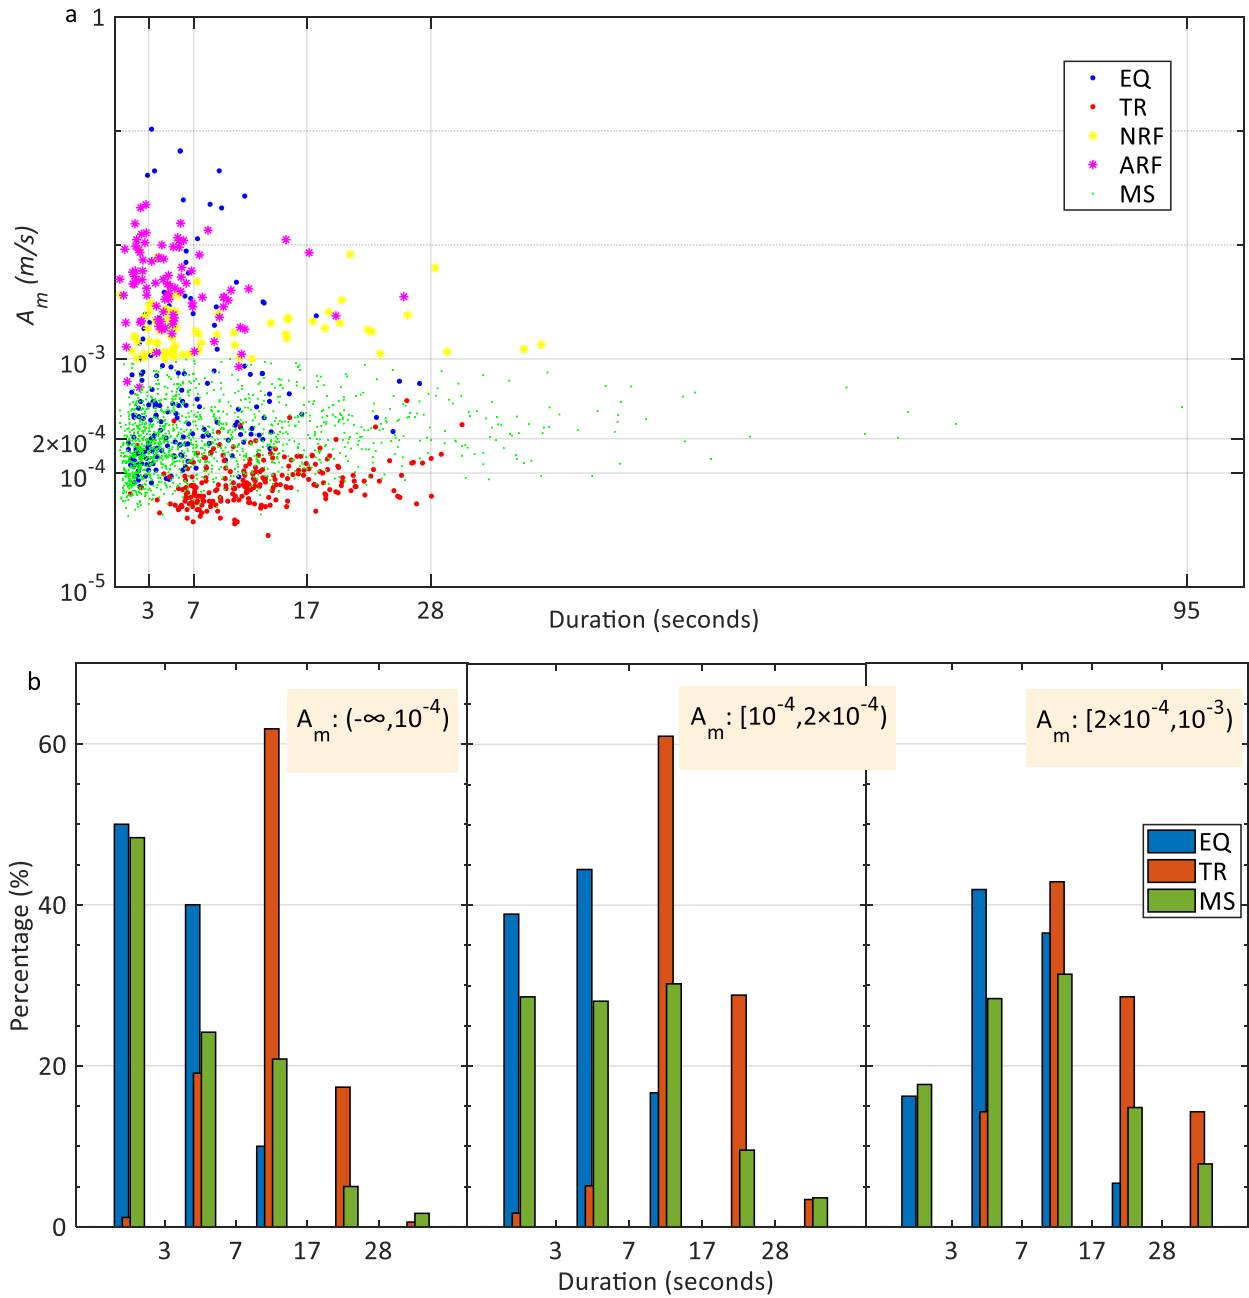 a
1
A_m (m/s)
10^-3
2×10^-4
10^-4
10^-5
EQ
TR
NRF
ARF
MS
3 7 17 28 95
Duration (seconds)
b
A_m: (-∞,10^-4)
A_m: [10^-4,2×10^-4)
A_m: [2×10^-4,10^-3)
EQ
TR
MS
Percentage (%)
60
40
20
0
3 7 17 28 3 7 17 28 3 7 17 28
Duration (seconds)